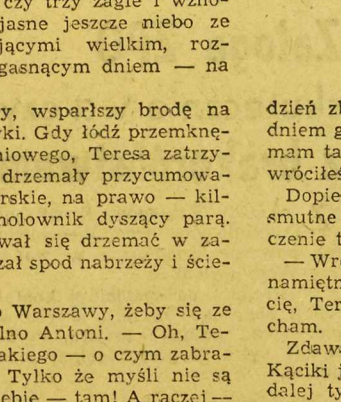 czy trzy żagle i wzno-
jasne jeszcze niebo ze
jącymi wielkim, roz-
gasnącym dniem — na
y, wsparłszy brodę na
ki. Gdy łódź przemknę-
niowego, Teresa zatrzy-
drzemały przycumowa-
rskie, na prawo — kil-
holownik dyszący parą.
wał się drzemać w za-
zał spod nabrzeży i ście-
o Warszawy, żeby się ze
lno Antoni. — Oh, Te-
akiego — o czym zabra-
Tylko że myśli nie są
ebie — tam! A raczej —
dzień zł
dniem g
mam ta
wróciłeś
Dopie
smutne
czenie t
— Wr
namiętn
cię, Ter
cham.
Zdawa
Kąciki j
dalej ty